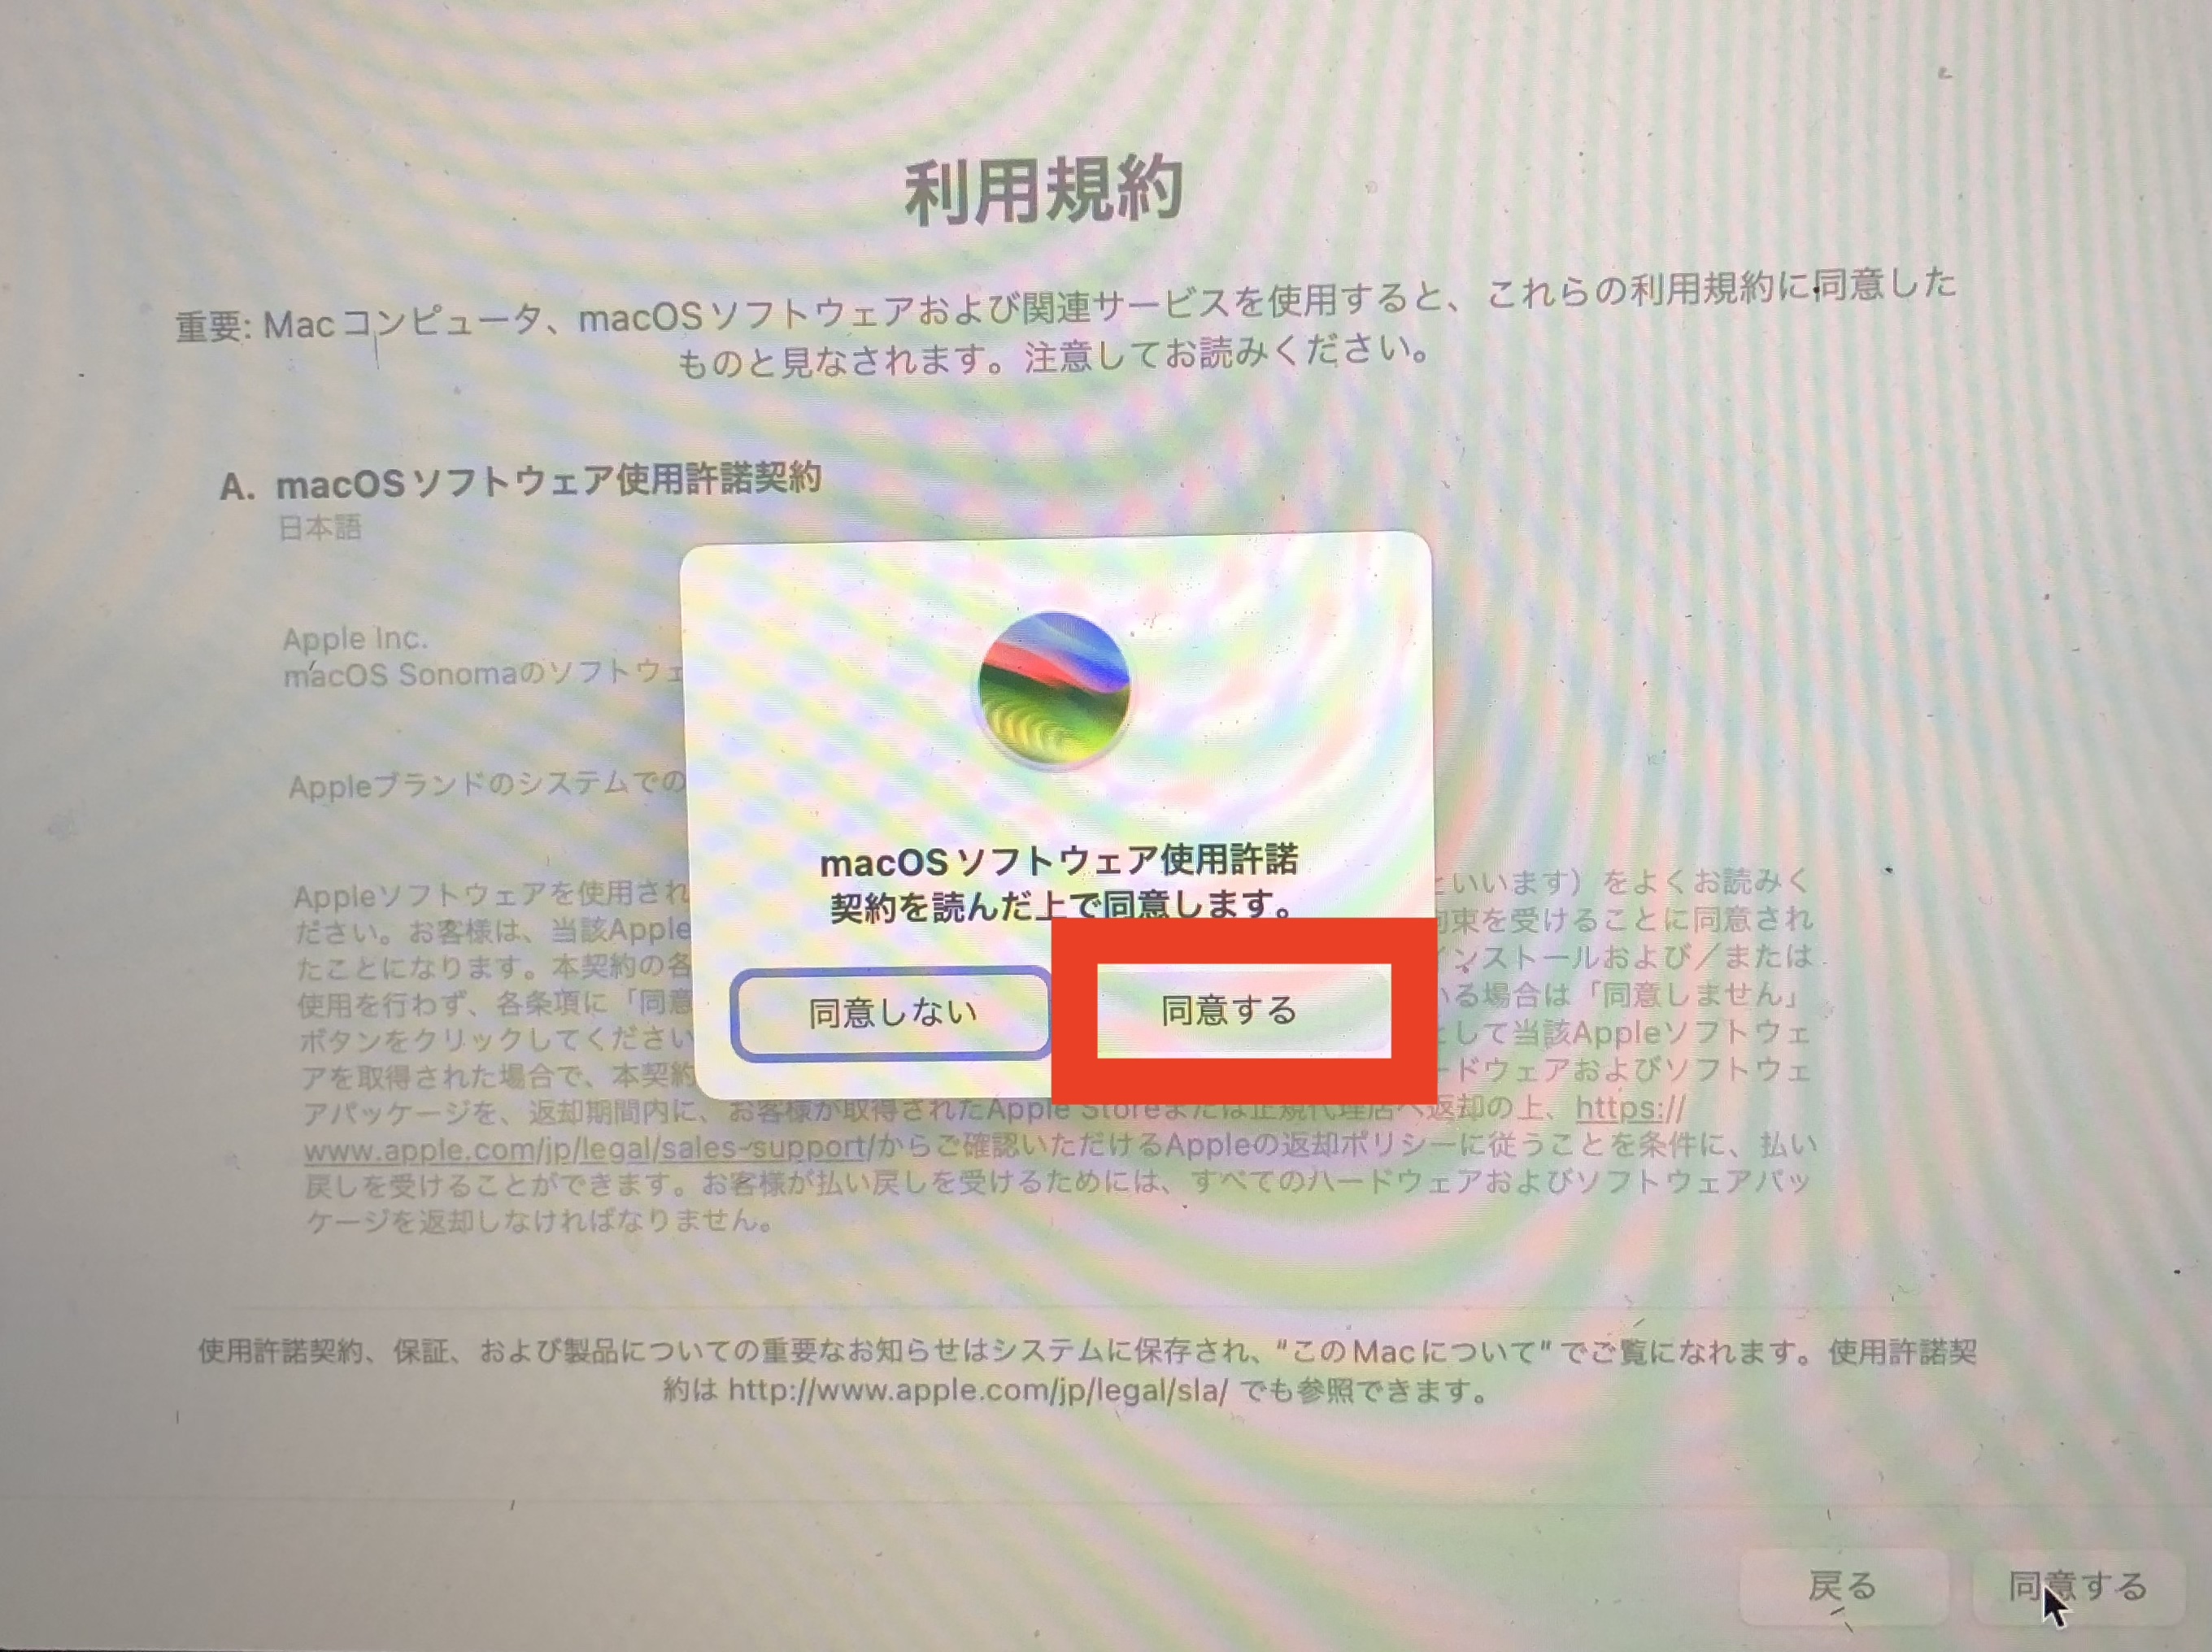 利用規約
重要: Macコンピュータ、macOSソフトウェアおよび関連サービスを使用すると、これらの利用規約に同意した
ものと見なされます。注意してお読みください。
A. macOSソフトウェア使用許諾契約
日本語
Apple Inc.
macOS Sonomaのソフトウェ
Appleブランドのシステムでの
macOSソフトウェア使用許諾
契約を読んだ上で同意します。
同意しない
同意する
Appleソフトウェアを使用され
といいます）をよくお読みく
ださい。お客様は、当該Apple
拘束を受けることに同意され
たことになります。本契約の各
インストールおよび／または
使用を行わず、各条項に「同意
いる場合は「同意しません」
ボタンをクリックしてください
として当該Appleソフトウェ
アを取得された場合で、本契約
ードウェアおよびソフトウェ
アパッケージを、返却期間内に、お客様が取得されたApple Storeまたは正規代理店へ返却の上、https://
www.apple.com/jp/legal/sales-support/からご確認いただけるAppleの返却ポリシーに従うことを条件に、払い
戻しを受けることができます。お客様が払い戻しを受けるためには、すべてのハードウェアおよびソフトウェアパッ
ケージを返却しなければなりません。
使用許諾契約、保証、および製品についての重要なお知らせはシステムに保存され、“このMacについて” でご覧になれます。使用許諾契
約は http://www.apple.com/jp/legal/sla/ でも参照できます。
戻る
同意する